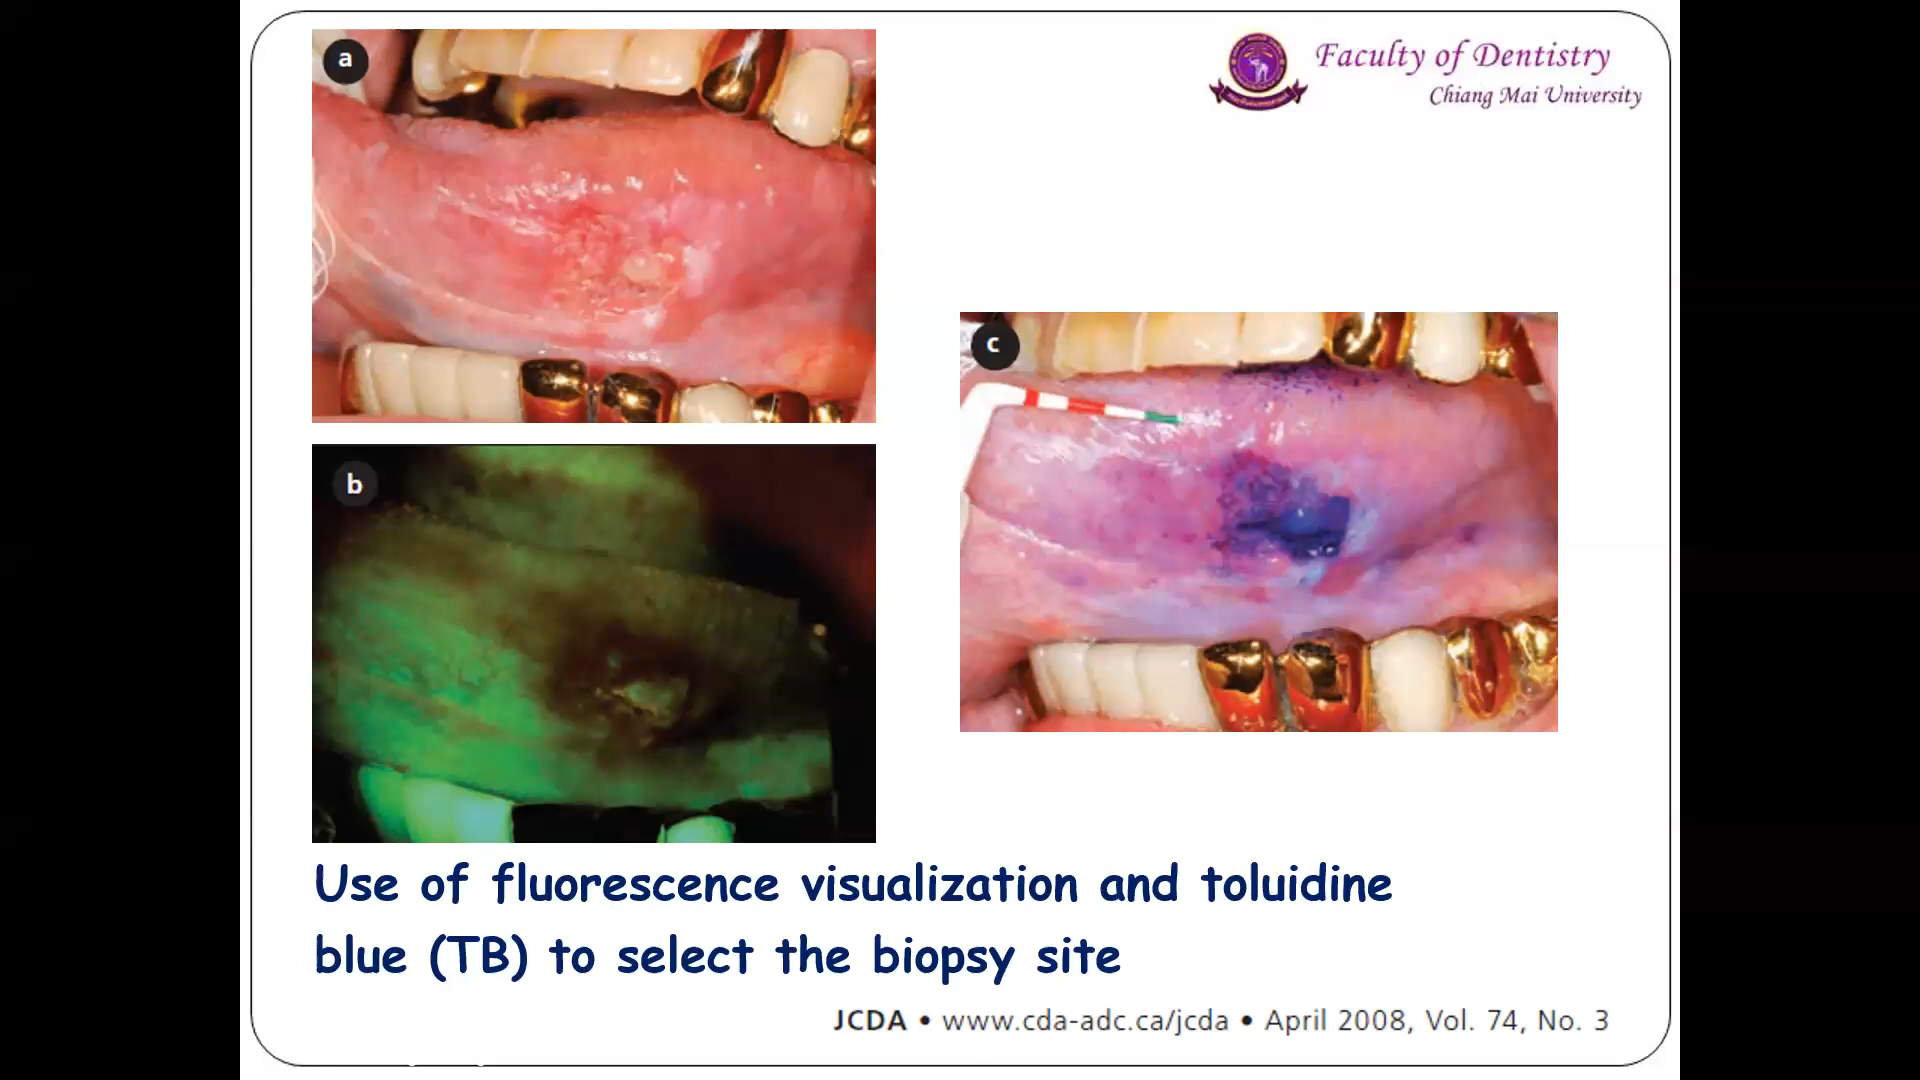 a
Faculty of Dentistry
Chiang Mai University
c
b
Use of fluorescence visualization and toluidine
blue (TB) to select the biopsy site
JCDA • www.cda-adc.ca/jcda • April 2008, Vol. 74, No. 3